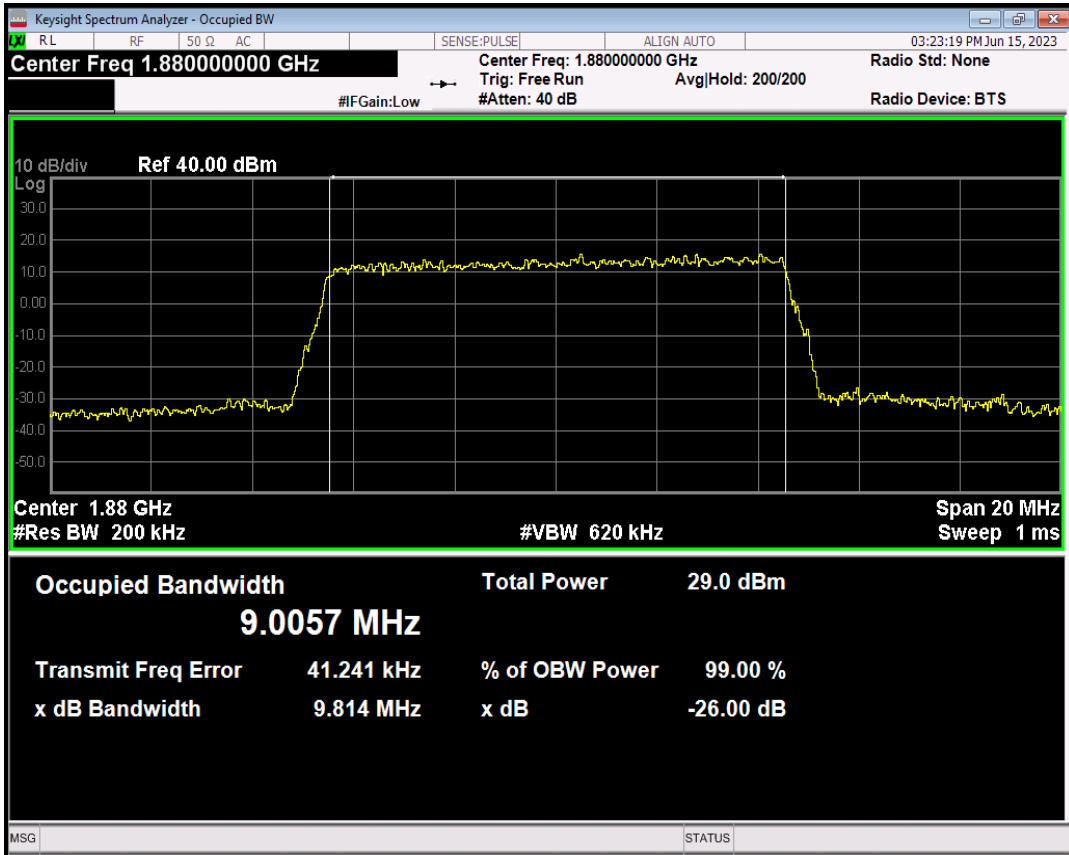 Keysight Spectrum Analyzer - Occupied BW
LXI RL RF 50 Ω AC SENSE:PULSE ALIGN AUTO 03:23:19 PM Jun 15, 2023
Center Freq 1.880000000 GHz
Center Freq: 1.880000000 GHz
Radio Std: None
Trig: Free Run Avg|Hold: 200/200
#IFGain:Low #Atten: 40 dB Radio Device: BTS
10 dB/div Ref 40.00 dBm
Log
30.0
20.0
10.0
0.00
-10.0
-20.0
-30.0
-40.0
-50.0
Center 1.88 GHz Span 20 MHz
#Res BW 200 kHz #VBW 620 kHz Sweep 1 ms
Occupied Bandwidth Total Power 29.0 dBm
9.0057 MHz
Transmit Freq Error 41.241 kHz % of OBW Power 99.00 %
x dB Bandwidth 9.814 MHz x dB -26.00 dB
MSG STATUS